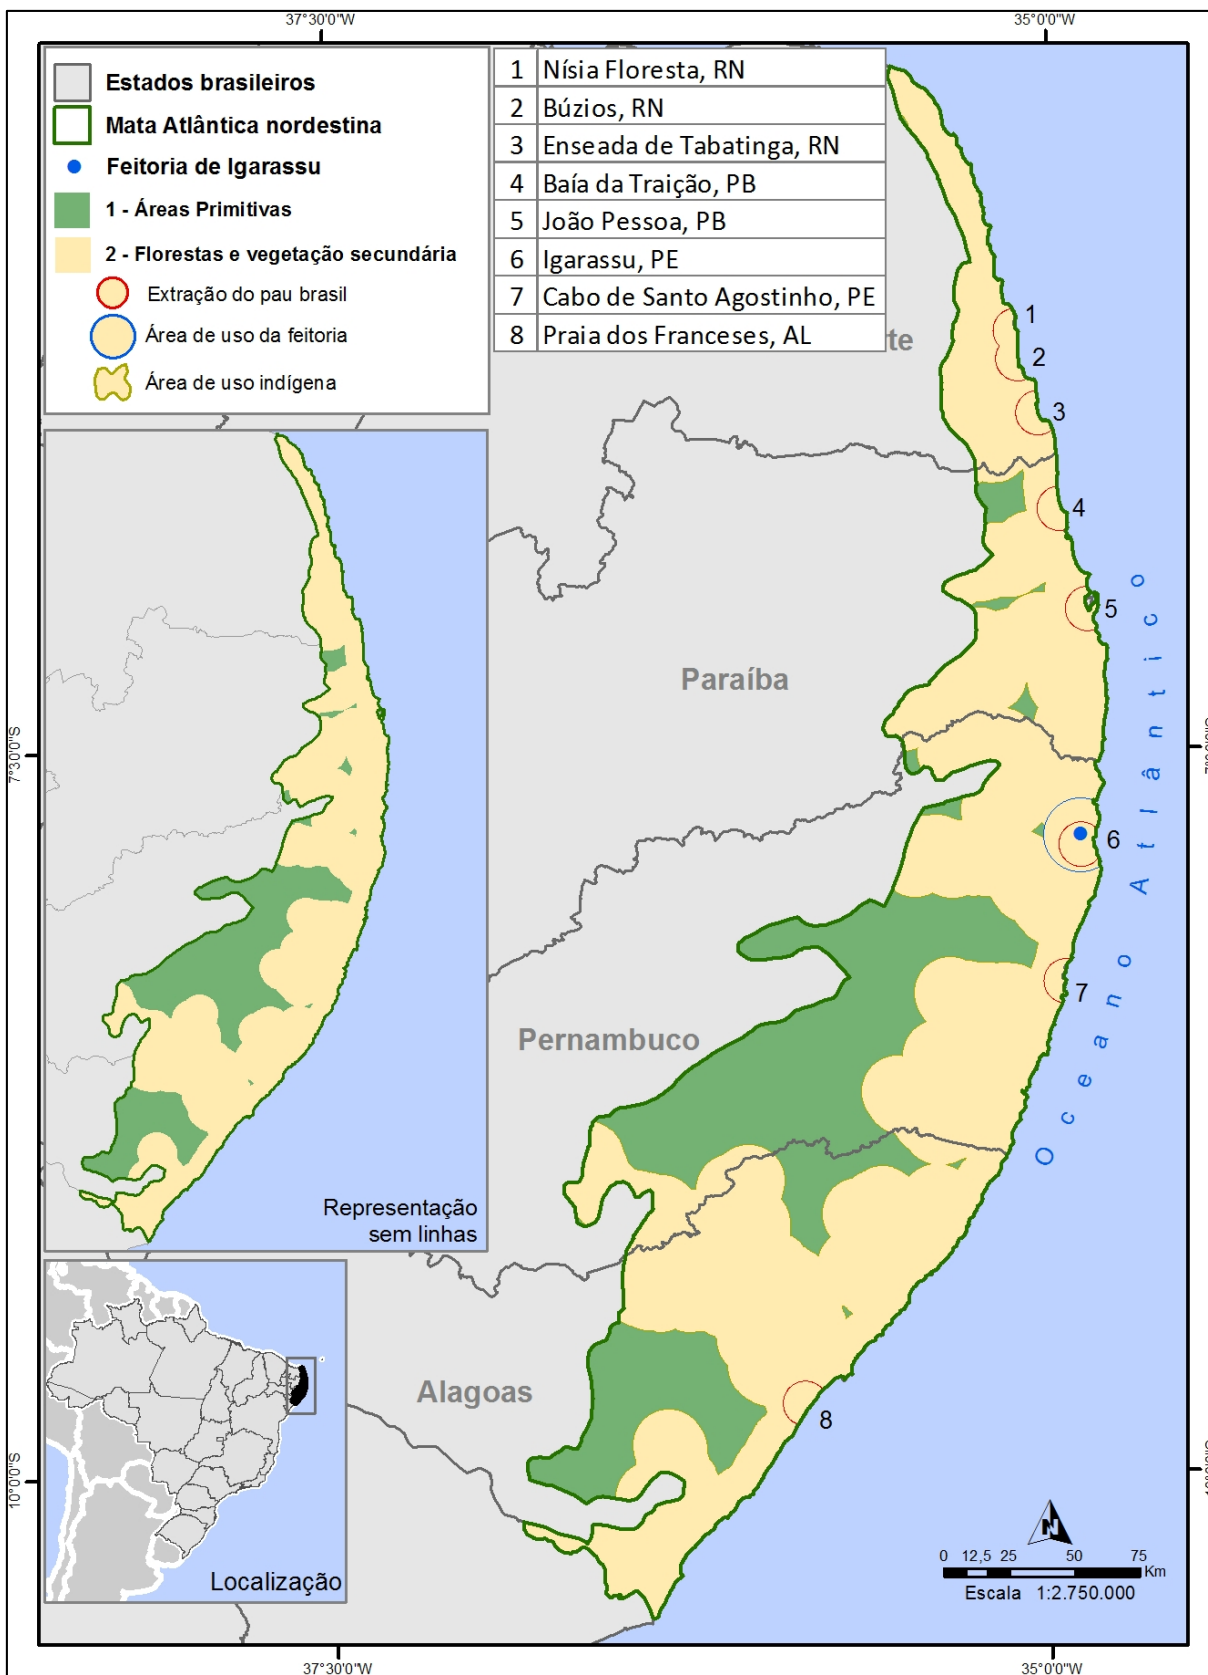 37°30'0"W
35°0'0"W
Estados brasileiros
Mata Atlântica nordestina
Feitoria de Igarassu
1 - Áreas Primitivas
2 - Florestas e vegetação secundária
Extração do pau brasil
Área de uso da feitoria
Área de uso indígena
1 Nísia Floresta, RN
2 Búzios, RN
3 Enseada de Tabatinga, RN
4 Baía da Traição, PB
5 João Pessoa, PB
6 Igarassu, PE
7 Cabo de Santo Agostinho, PE
8 Praia dos Franceses, AL
rte
1
2
3
4
5
6
7
8
Paraíba
Pernambuco
Alagoas
Oceano Atlântico
7°30'0"S
10°0'0"S
Representação
sem linhas
Localização
N
0 12,5 25 50 75
Km
Escala 1:2.750.000
37°30'0"W
35°0'0"W